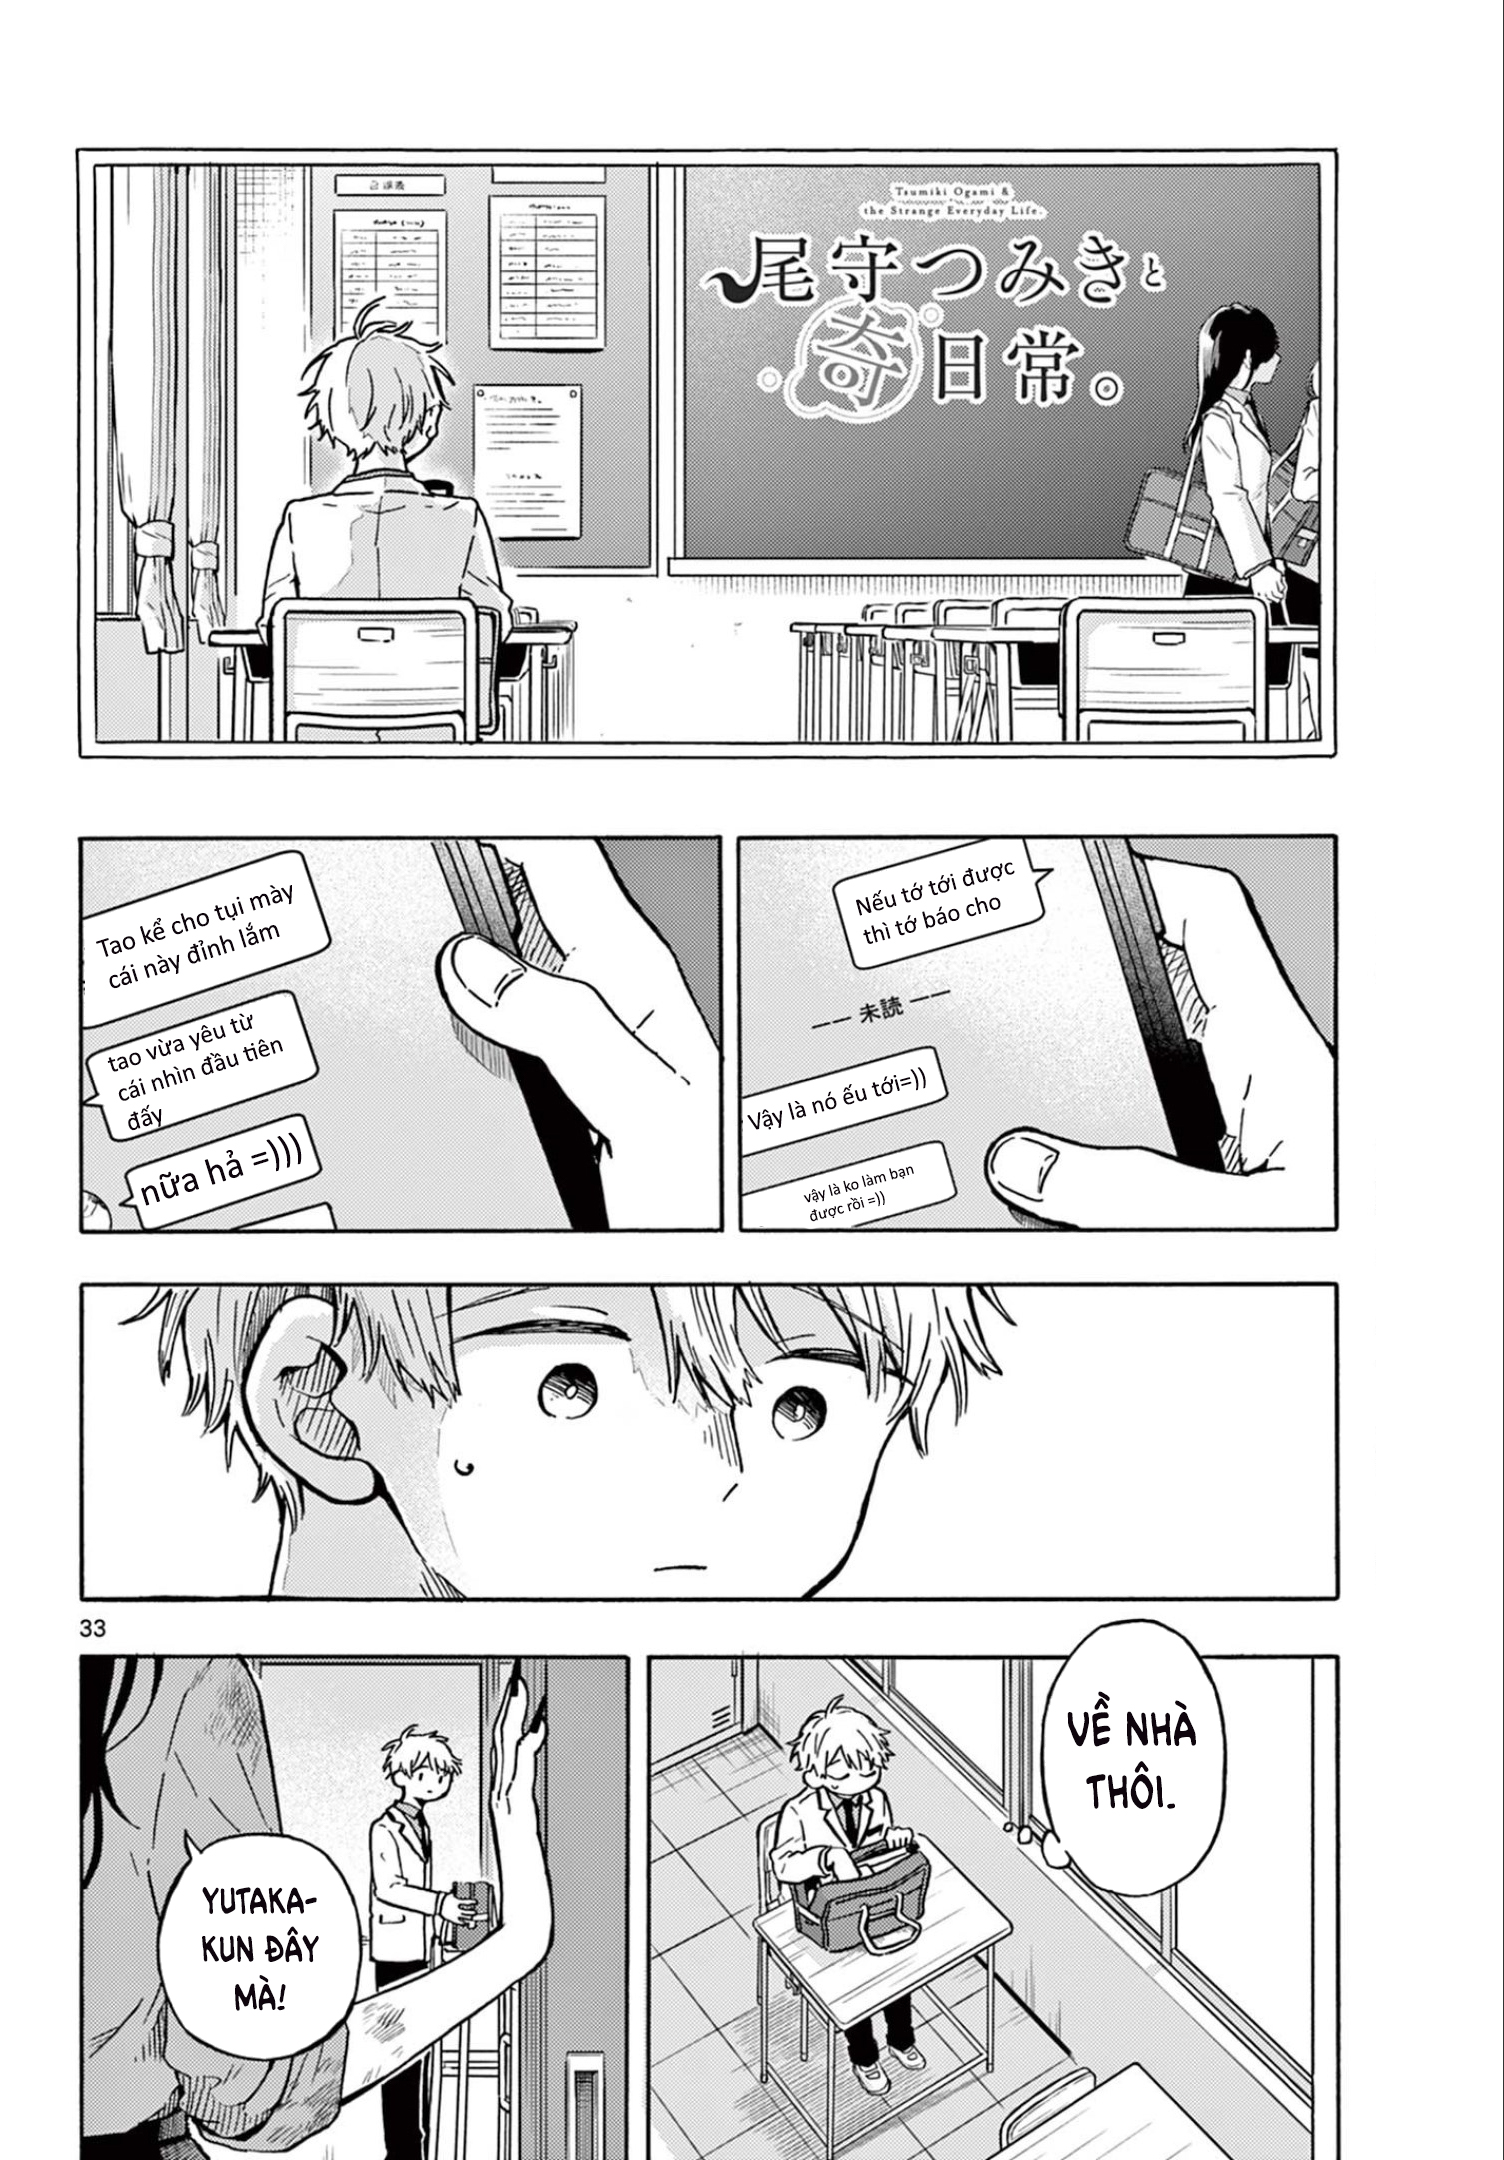 Tsumiki Ogami &
the Strange Everyday Life.
尾守つみきと
奇日常。
Nếu tớ tới được
thì tớ báo cho
—— 未読 ——
Vậy là nó ếu tới=))
vậy là ko làm bạn
được rồi =))
Tao kể cho tụi mày
cái này đỉnh lắm
tao vừa yêu từ
cái nhìn đầu tiên
đấy
nữa hả =)))
33
VỀ NHÀ
THÔI.
YUTAKA-
KUN ĐÂY
MÀ!